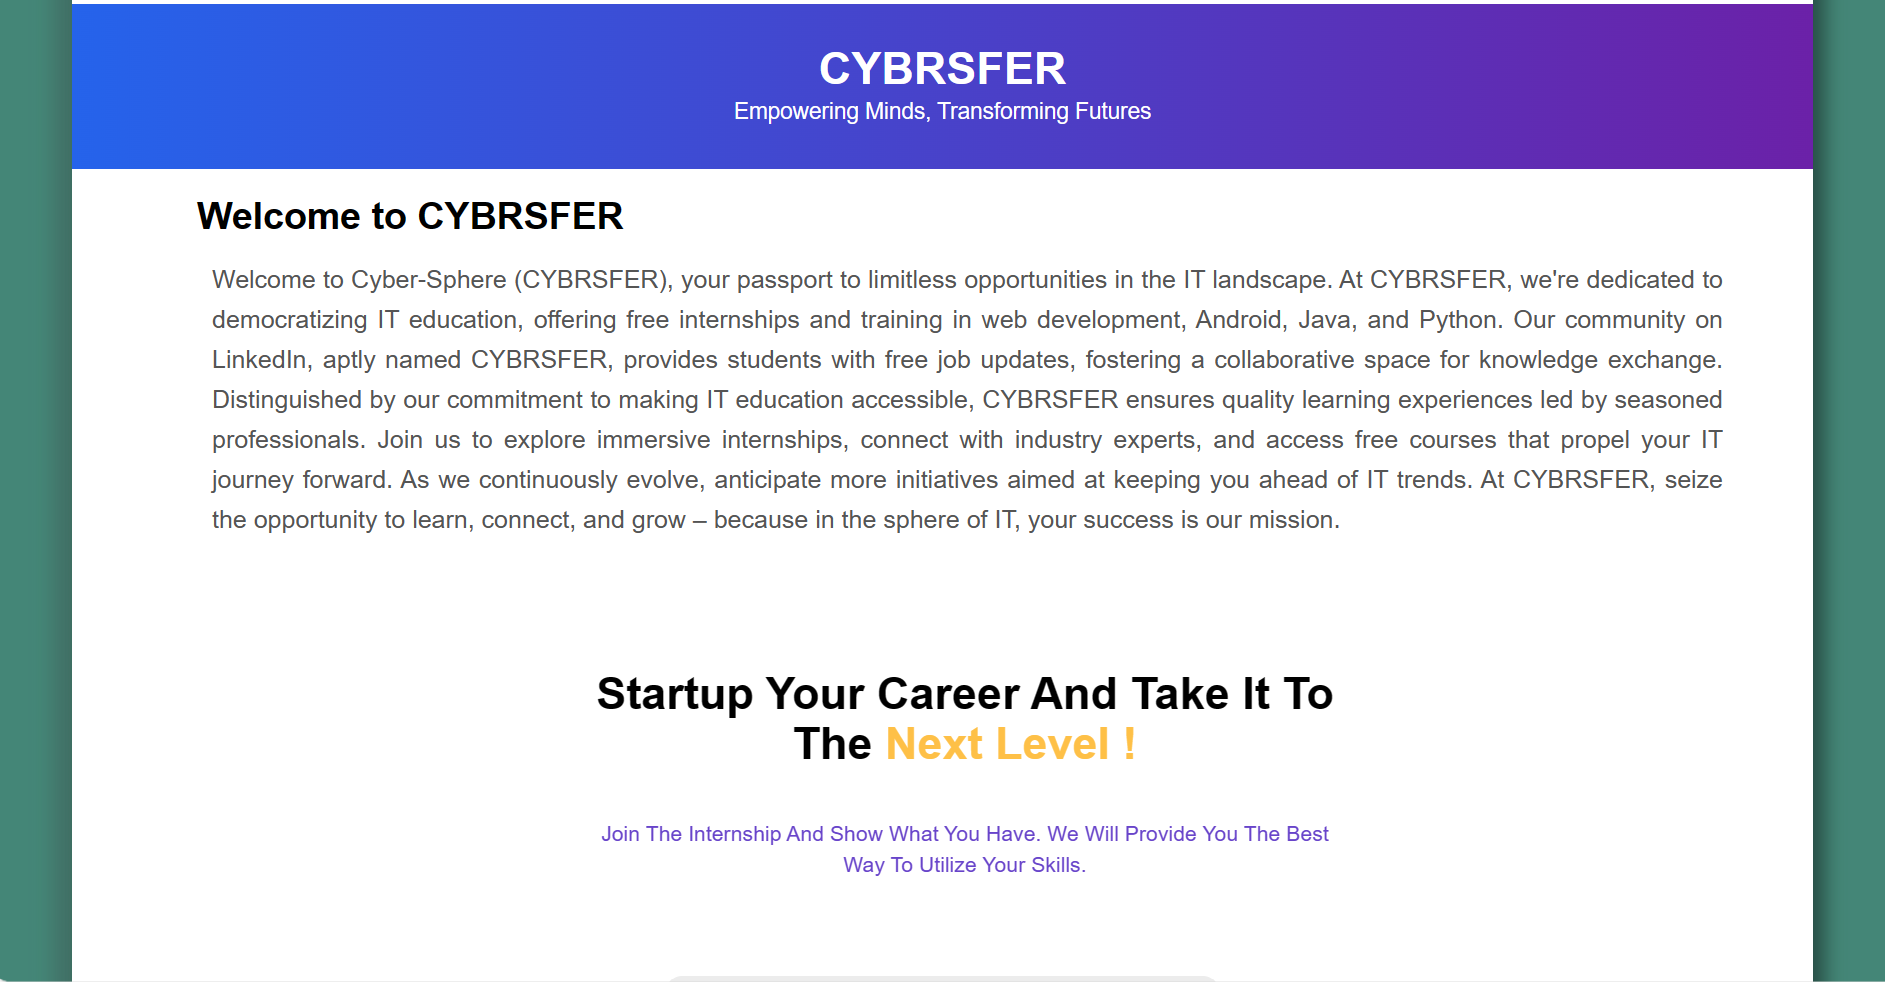 CYBRSFER
Empowering Minds, Transforming Futures
Welcome to CYBRSFER
Welcome to Cyber-Sphere (CYBRSFER), your passport to limitless opportunities in the IT landscape. At CYBRSFER, we're dedicated to
democratizing IT education, offering free internships and training in web development, Android, Java, and Python. Our community on
LinkedIn, aptly named CYBRSFER, provides students with free job updates, fostering a collaborative space for knowledge exchange.
Distinguished by our commitment to making IT education accessible, CYBRSFER ensures quality learning experiences led by seasoned
professionals. Join us to explore immersive internships, connect with industry experts, and access free courses that propel your IT
journey forward. As we continuously evolve, anticipate more initiatives aimed at keeping you ahead of IT trends. At CYBRSFER, seize
the opportunity to learn, connect, and grow – because in the sphere of IT, your success is our mission.
Startup Your Career And Take It To
The Next Level !
Join The Internship And Show What You Have. We Will Provide You The Best
Way To Utilize Your Skills.